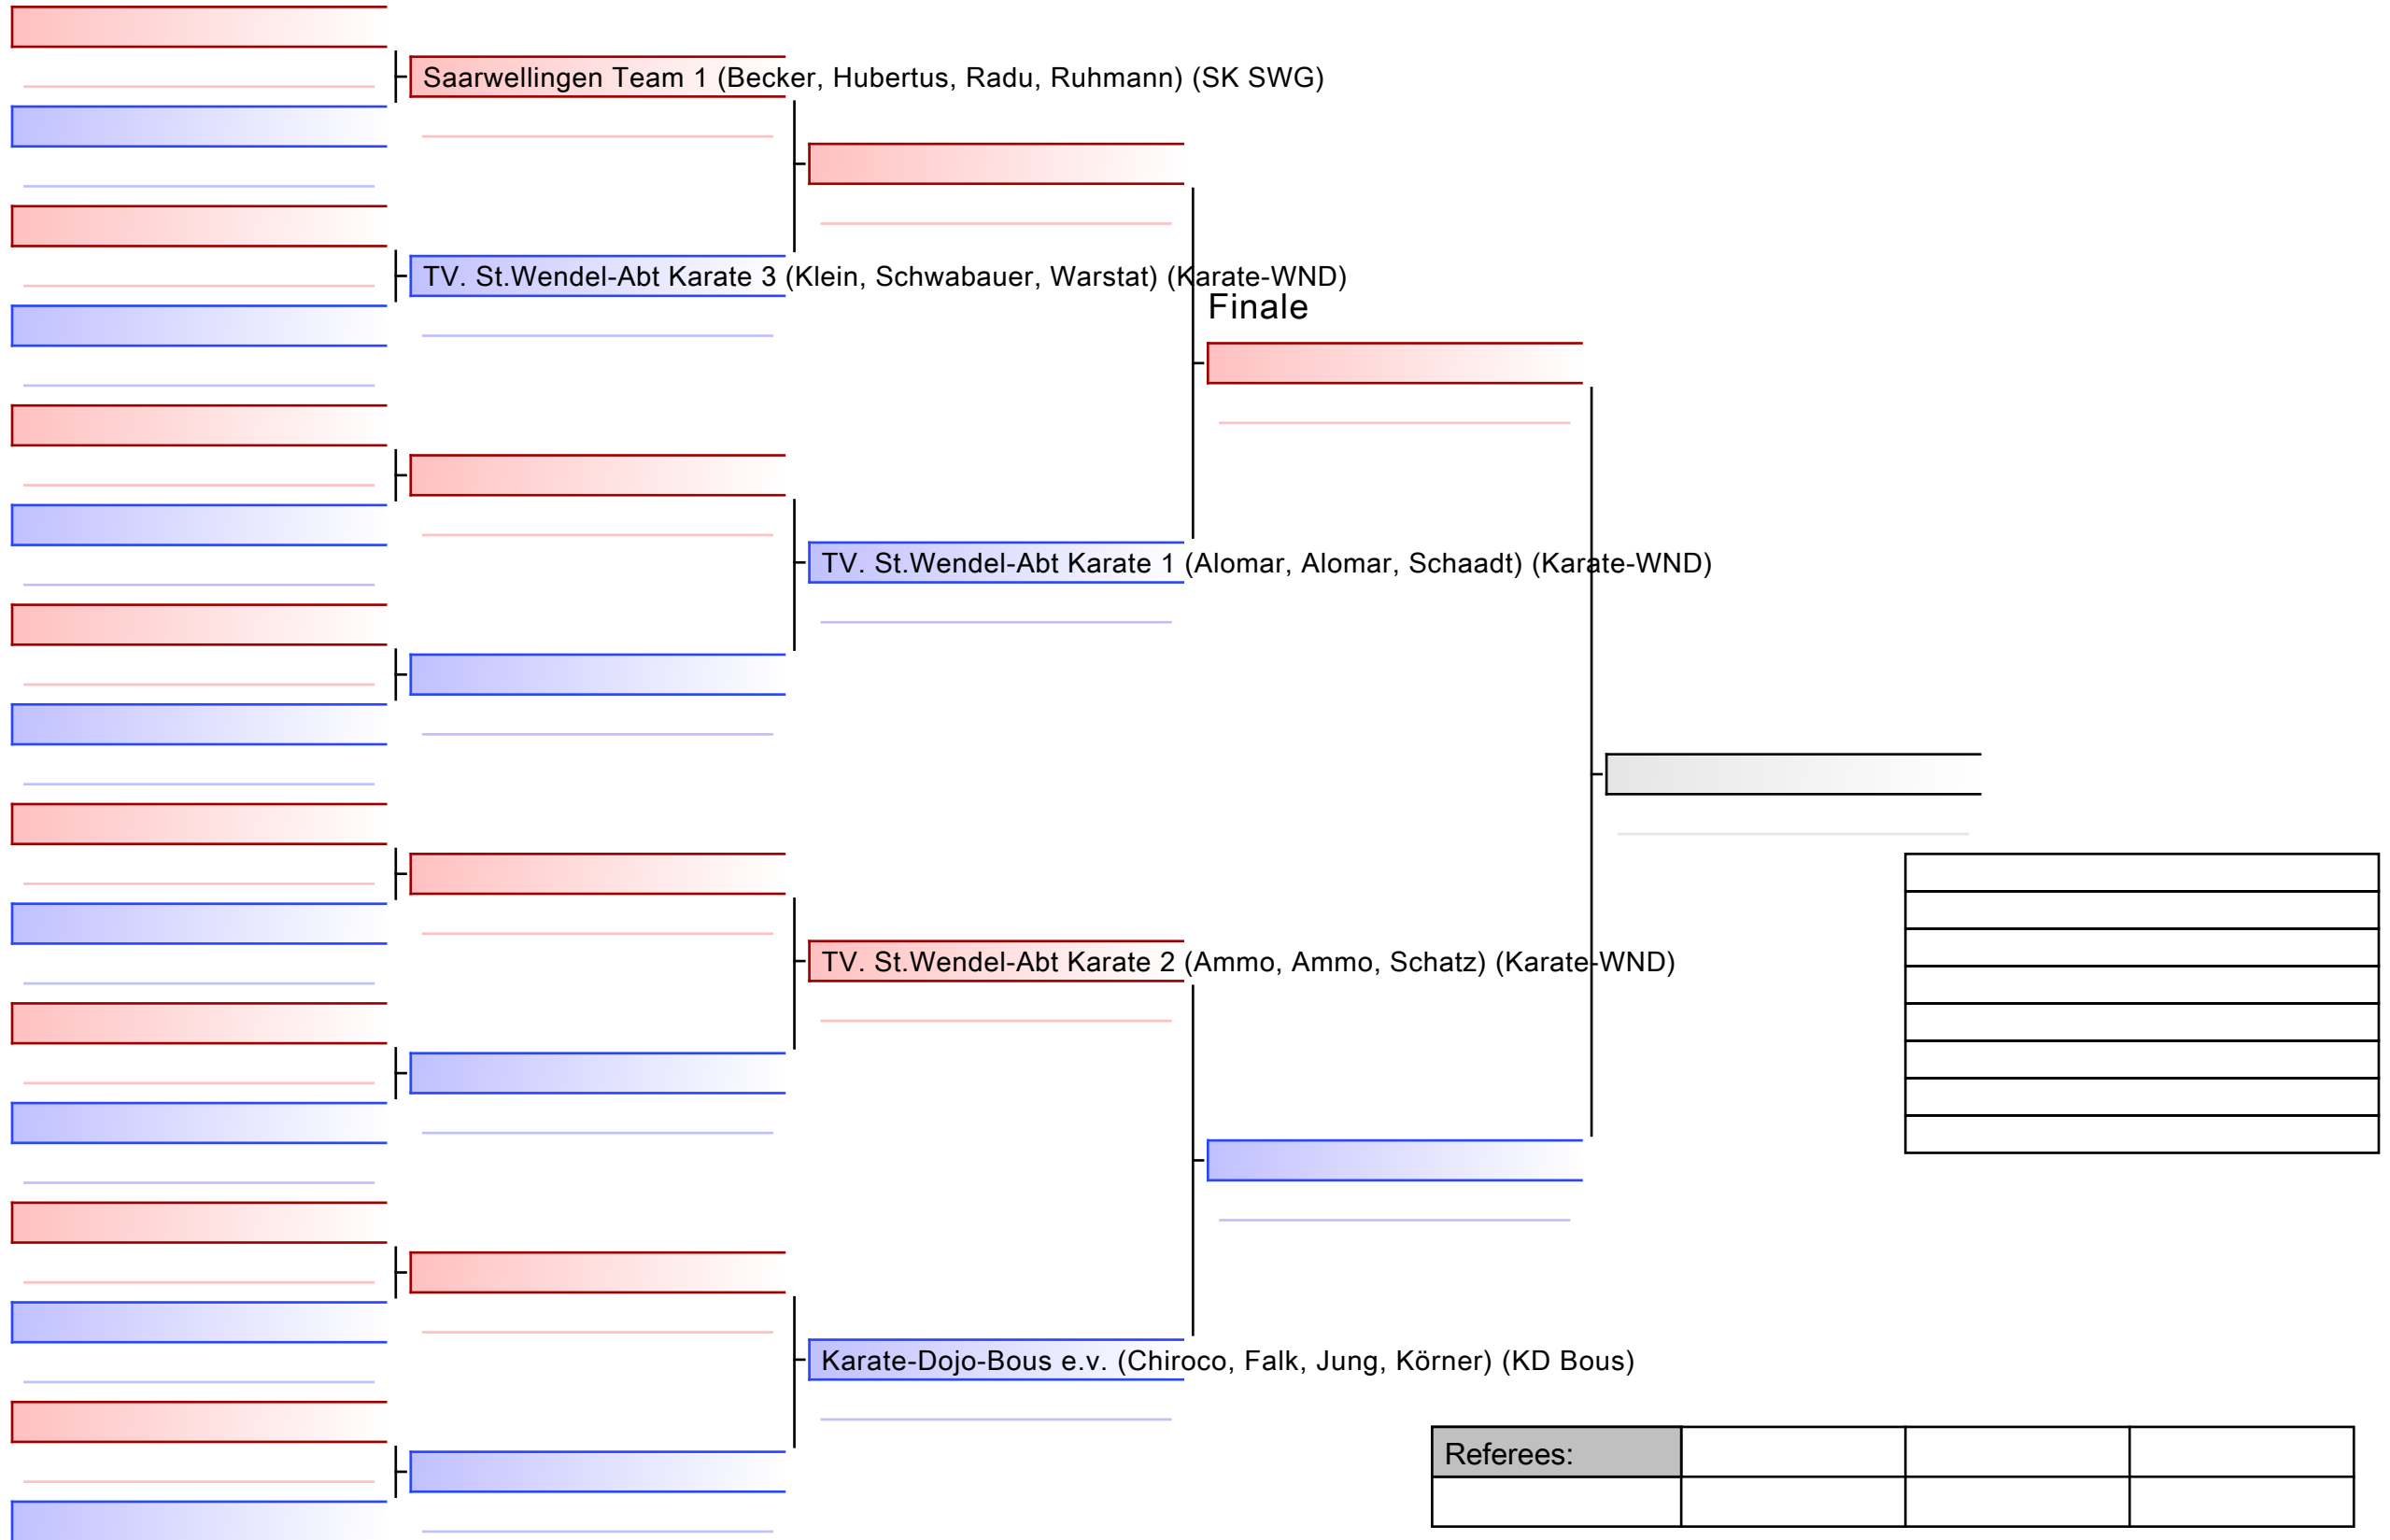 Saarwellingen Team 1 (Becker, Hubertus, Radu, Ruhmann) (SK SWG)
TV. St.Wendel-Abt Karate 3 (Klein, Schwabauer, Warstat) (Karate-WND)
Finale
TV. St.Wendel-Abt Karate 1 (Alomar, Alomar, Schaadt) (Karate-WND)
TV. St.Wendel-Abt Karate 2 (Ammo, Ammo, Schatz) (Karate-WND)
Karate-Dojo-Bous e.v. (Chiroco, Falk, Jung, Körner) (KD Bous)
Referees: